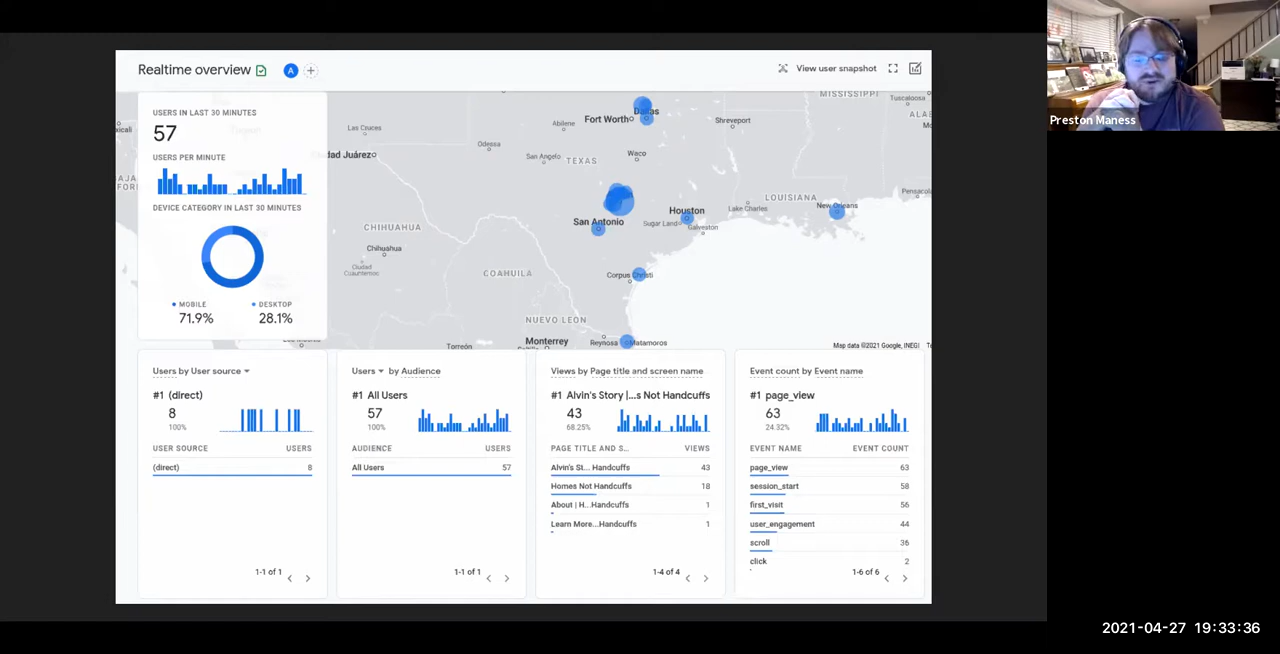 Realtime overview
A
View user snapshot
USERS IN LAST 30 MINUTES
57
USERS PER MINUTE
DEVICE CATEGORY IN LAST 30 MINUTES
MOBILE
71.9%
DESKTOP
28.1%
MISSISSIPPI
Tuscaloosa
Dallas
Fort Worth
Abilene
Shreveport
Las Cruces
Odessa
San Angelo
TEXAS
Waco
LOUISIANA
Pensacola
Houston
Lake Charles
New Orleans
San Antonio
Sugar Land
Galveston
CHIHUAHUA
Chihuahua
Ciudad
Cuauhtémoc
COAHUILA
Corpus Christi
NUEVO LEÓN
Monterrey
Reynosa
Matamoros
Torreón
Map data ©2021 Google, INEGI
Users by User source
#1 (direct)
8
100%
USER SOURCE USERS
(direct) 8
1-1 of 1
Users by Audience
#1 All Users
57
100%
AUDIENCE USERS
All Users 57
1-1 of 1
Views by Page title and screen name
#1 Alvin's Story |...s Not Handcuffs
43
68.25%
PAGE TITLE AND S... VIEWS
Alvin's St... Handcuffs 43
Homes Not Handcuffs 18
About | H...Handcuffs 1
Learn More...Handcuffs 1
1-4 of 4
Event count by Event name
#1 page_view
63
24.32%
EVENT NAME EVENT COUNT
page_view 63
session_start 58
first_visit 56
user_engagement 44
scroll 36
click 2
1-6 of 6
Preston Maness
2021-04-27 19:33:36